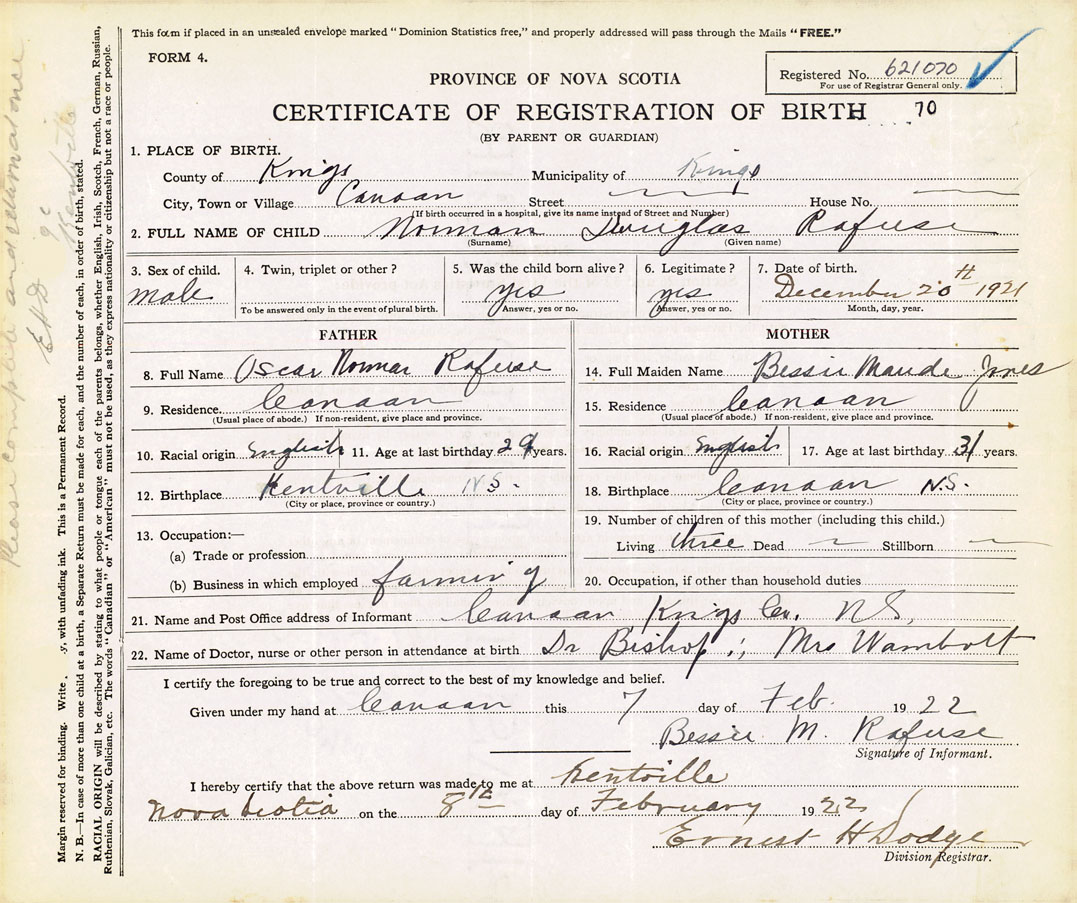 This form if placed in an unsealed envelope marked "Dominion Statistics free," and properly addressed will pass through the Mails "FREE."
FORM 4.
Registered No. 621070
For use of Registrar General only.
PROVINCE OF NOVA SCOTIA
CERTIFICATE OF REGISTRATION OF BIRTH 70
(BY PARENT OR GUARDIAN)
1. PLACE OF BIRTH.
County of Kings Municipality of Kings
City, Town or Village Canaan Street House No.
(If birth occurred in a hospital, give its name instead of Street and Number)
2. FULL NAME OF CHILD Norman Douglas Rafuse
(Surname) (Given name)
3. Sex of child. 4. Twin, triplet or other? 5. Was the child born alive? 6. Legitimate? 7. Date of birth.
Male yes yes December 20th 1921
To be answered only in the event of plural birth. Answer, yes or no. Answer, yes or no. Month, day, year.
FATHER
8. Full Name Oscar Norman Rafuse
9. Residence. Canaan
(Usual place of abode.) If non-resident, give place and province.
10. Racial origin English 11. Age at last birthday 29 years.
12. Birthplace Kentville N.S.
(City or place, province or country.)
13. Occupation:—
(a) Trade or profession
(b) Business in which employed farming
MOTHER
14. Full Maiden Name Bessie Maude Jones
15. Residence Canaan
(Usual place of abode.) If non-resident, give place and province.
16. Racial origin English 17. Age at last birthday 31 years.
18. Birthplace Canaan N.S.
(City or place, province or country.)
19. Number of children of this mother (including this child.)
Living three Dead Stillborn
20. Occupation, if other than household duties
21. Name and Post Office address of Informant Canaan Kings Co. N.S.
22. Name of Doctor, nurse or other person in attendance at birth Dr Bishop ; Mrs Wambolt
I certify the foregoing to be true and correct to the best of my knowledge and belief.
Given under my hand at Canaan this 7 day of Feb. 1922
Bessie M. Rafuse
Signature of Informant.
I hereby certify that the above return was made to me at Kentville
Nova Scotia on the 8th day of February 1922
Ernest H Dodge
Division Registrar.
Margin reserved for binding. Write y, with unfading ink. This is a Permanent Record.
N. B.—In case of more than one child at a birth, a Separate Return must be made for each, and the number of each, in order of birth, stated.
RACIAL ORIGIN will be described by stating to what people or tongue each of the parents belongs, whether English, Irish, Scotch, French, German, Russian,
Ruthenian, Slovak, Galician, etc. The words "Canadian" or "American" must not be used, as they express nationality or citizenship but not a race or people.
Please complete and return at once
EHD
Kentville